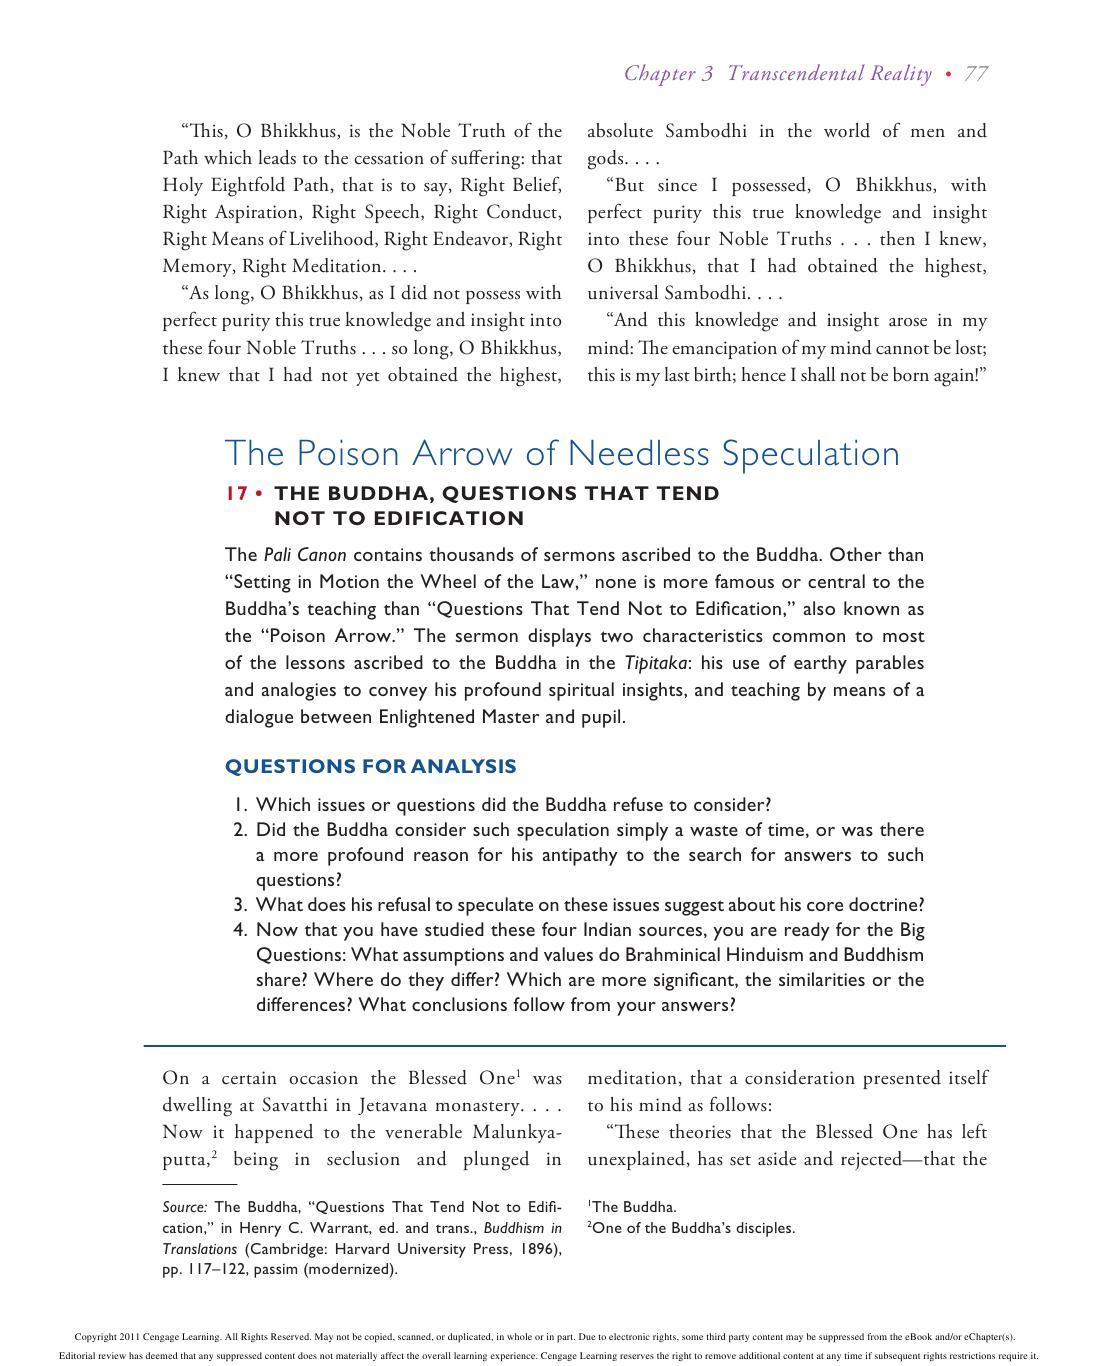 Chapter 3 Transcendental Reality • 77
“This, O Bhikkhus, is the Noble Truth of the
Path which leads to the cessation of suffering: that
Holy Eightfold Path, that is to say, Right Belief,
Right Aspiration, Right Speech, Right Conduct,
Right Means of Livelihood, Right Endeavor, Right
Memory, Right Meditation. . . .
“As long, O Bhikkhus, as I did not possess with
perfect purity this true knowledge and insight into
these four Noble Truths . . . so long, O Bhikkhus,
I knew that I had not yet obtained the highest,
absolute Sambodhi in the world of men and
gods. . . .
“But since I possessed, O Bhikkhus, with
perfect purity this true knowledge and insight
into these four Noble Truths . . . then I knew,
O Bhikkhus, that I had obtained the highest,
universal Sambodhi. . . .
“And this knowledge and insight arose in my
mind: The emancipation of my mind cannot be lost;
this is my last birth; hence I shall not be born again!”
The Poison Arrow of Needless Speculation
17 • THE BUDDHA, QUESTIONS THAT TEND
NOT TO EDIFICATION
The Pali Canon contains thousands of sermons ascribed to the Buddha. Other than
“Setting in Motion the Wheel of the Law,” none is more famous or central to the
Buddha’s teaching than “Questions That Tend Not to Edification,” also known as
the “Poison Arrow.” The sermon displays two characteristics common to most
of the lessons ascribed to the Buddha in the Tipitaka: his use of earthy parables
and analogies to convey his profound spiritual insights, and teaching by means of a
dialogue between Enlightened Master and pupil.
QUESTIONS FOR ANALYSIS
1. Which issues or questions did the Buddha refuse to consider?
2. Did the Buddha consider such speculation simply a waste of time, or was there
a more profound reason for his antipathy to the search for answers to such
questions?
3. What does his refusal to speculate on these issues suggest about his core doctrine?
4. Now that you have studied these four Indian sources, you are ready for the Big
Questions: What assumptions and values do Brahminical Hinduism and Buddhism
share? Where do they differ? Which are more significant, the similarities or the
differences? What conclusions follow from your answers?
On a certain occasion the Blessed One1 was
dwelling at Savatthi in Jetavana monastery. . . .
Now it happened to the venerable Malunkya-
putta,2 being in seclusion and plunged in
meditation, that a consideration presented itself
to his mind as follows:
“These theories that the Blessed One has left
unexplained, has set aside and rejected—that the
Source: The Buddha, “Questions That Tend Not to Edifi-
cation,” in Henry C. Warrant, ed. and trans., Buddhism in
Translations (Cambridge: Harvard University Press, 1896),
pp. 117–122, passim (modernized).
1The Buddha.
2One of the Buddha’s disciples.
Copyright 2011 Cengage Learning. All Rights Reserved. May not be copied, scanned, or duplicated, in whole or in part. Due to electronic rights, some third party content may be suppressed from the eBook and/or eChapter(s).
Editorial review has deemed that any suppressed content does not materially affect the overall learning experience. Cengage Learning reserves the right to remove additional content at any time if subsequent rights restrictions require it.